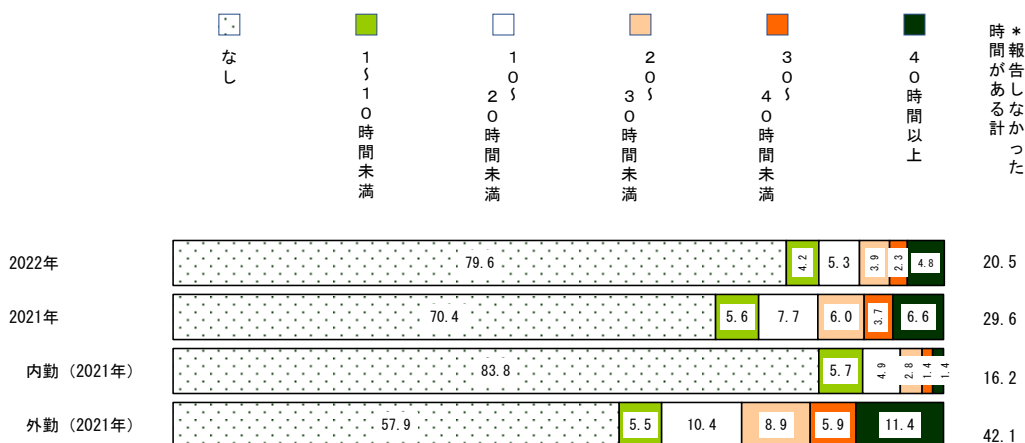 なし
1～10時間未満
10～
20時間未満
20～
30時間未満
30～
40時間未満
40時間以上
＊報告しなかった
時間がある計
2022年 79.6 4.2 5.3 3.9 2.3 4.8 20.5
2021年 70.4 5.6 7.7 6.0 3.7 6.6 29.6
内勤（2021年） 83.8 5.7 4.9 2.8 1.4 1.4 16.2
外勤（2021年） 57.9 5.5 10.4 8.9 5.9 11.4 42.1